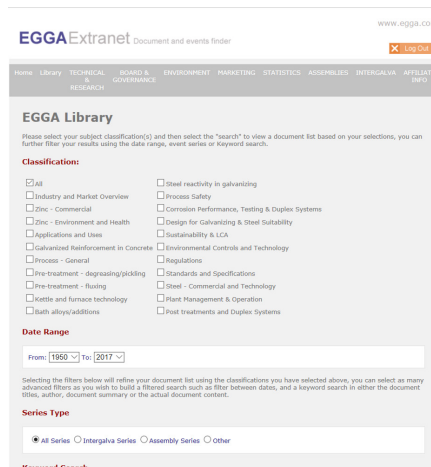 www.egga.co
EGGAExtranet Document and events finder
Log Out
Home Library TECHNICAL & RESEARCH BOARD & GOVERNANCE ENVIRONMENT MARKETING STATISTICS ASSEMBLIES INTERGALVA AFFILIAT INFO
EGGA Library
Please select your subject classification(s) and then select the "search" to view a document list based on your selections, you can
further filter your results using the date range, event series or Keyword search.
Classification:
All
Steel reactivity in galvanizing
Industry and Market Overview
Process Safety
Zinc - Commercial
Corrosion Performance, Testing & Duplex Systems
Zinc - Environment and Health
Design for Galvanizing & Steel Suitability
Applications and Uses
Sustainability & LCA
Galvanized Reinforcement in Concrete
Environmental Controls and Technology
Process - General
Regulations
Pre-treatment - degreasing/pickling
Standards and Specifications
Pre-treatment - fluxing
Steel - Commercial and Technology
Kettle and furnace technology
Plant Management & Operation
Bath alloys/additions
Post treatments and Duplex Systems
Date Range
From: 1950 To: 2017
Selecting the filters below will refine your document list using the classifications you have selected above, you can select as many
advanced filters as you wish to build a filtered search such as filter between dates, and a keyword search in either the document
titles, author, document summary or the actual document content.
Series Type
All Series Intergalva Series Assembly Series Other
Keyword Search